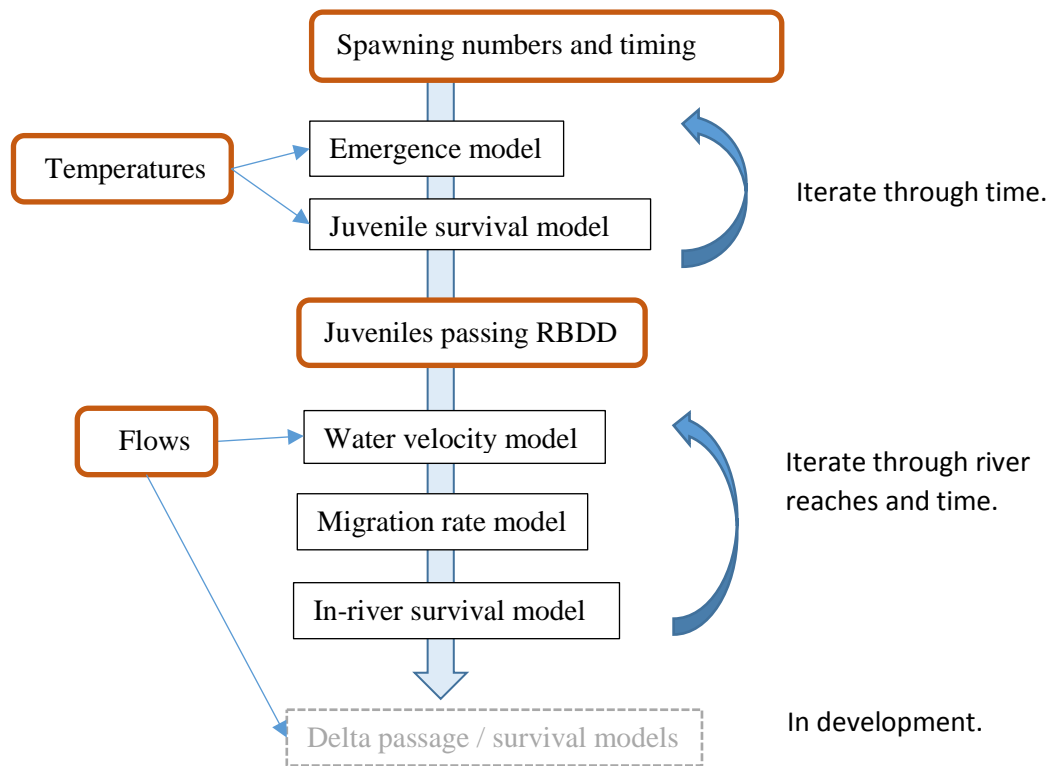 Spawning numbers and timing
Emergence model
Temperatures
Iterate through time.
Juvenile survival model
Juveniles passing RBDD
Flows
Water velocity model
Iterate through river
reaches and time.
Migration rate model
In-river survival model
In development.
Delta passage / survival models